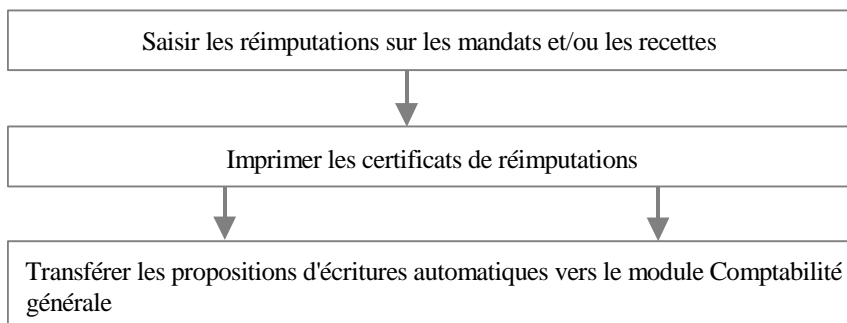 Saisir les réimputations sur les mandats et/ou les recettes
Imprimer les certificats de réimputations
Transférer les propositions d'écritures automatiques vers le module Comptabilité
générale